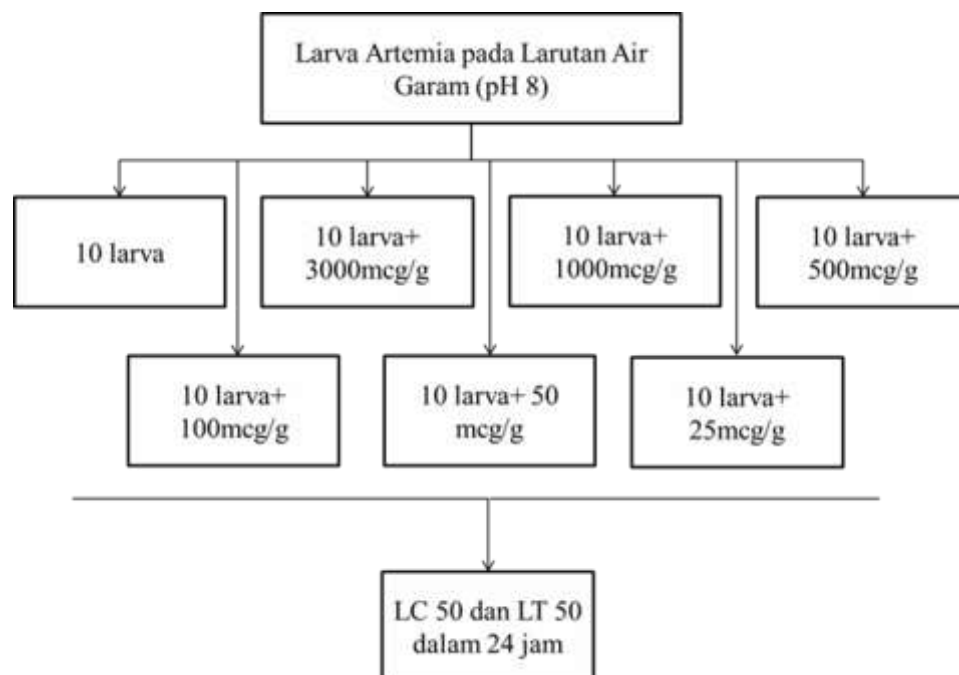 Larva Artemia pada Larutan Air
Garam (pH 8)
10 larva
10 larva+
3000mcg/g
10 larva+
1000mcg/g
10 larva+
500mcg/g
10 larva+
100mcg/g
10 larva+ 50
mcg/g
10 larva+
25mcg/g
LC 50 dan LT 50
dalam 24 jam